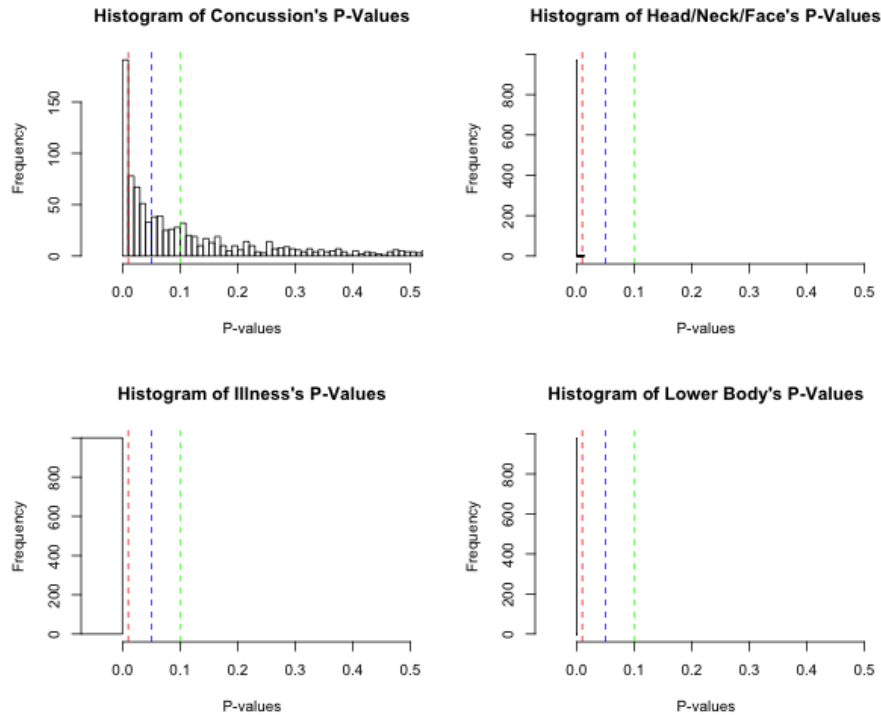 Histogram of Concussion's P-Values
Frequency
0
50
100
150
0.0 0.1 0.2 0.3 0.4 0.5
P-values
Histogram of Head/Neck/Face's P-Values
Frequency
0
200
400
600
800
0.0 0.1 0.2 0.3 0.4 0.5
P-values
Histogram of Illness's P-Values
Frequency
0
200
400
600
800
0.0 0.1 0.2 0.3 0.4 0.5
P-values
Histogram of Lower Body's P-Values
Frequency
0
200
400
600
800
0.0 0.1 0.2 0.3 0.4 0.5
P-values